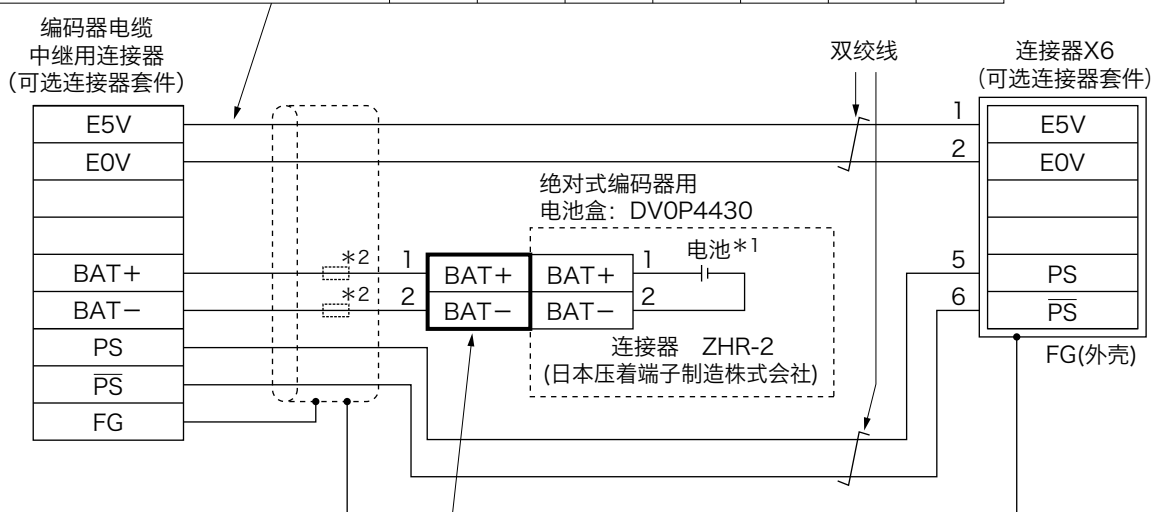 编码器电缆
中继用连接器
（可选连接器套件）
双绞线
连接器X6
（可选连接器套件）
E5V
1
E5V
E0V
2
E0V
绝对式编码器用
电池盒：DV0P4430
BAT+
*2
1
BAT+
BAT+
1
电池*1
5
PS
BAT−
*2
2
BAT−
BAT−
2
6
P̅S̅
PS
连接器 ZHR-2
FG(外壳)
P̅S̅
(日本压着端子制造株式会社)
FG